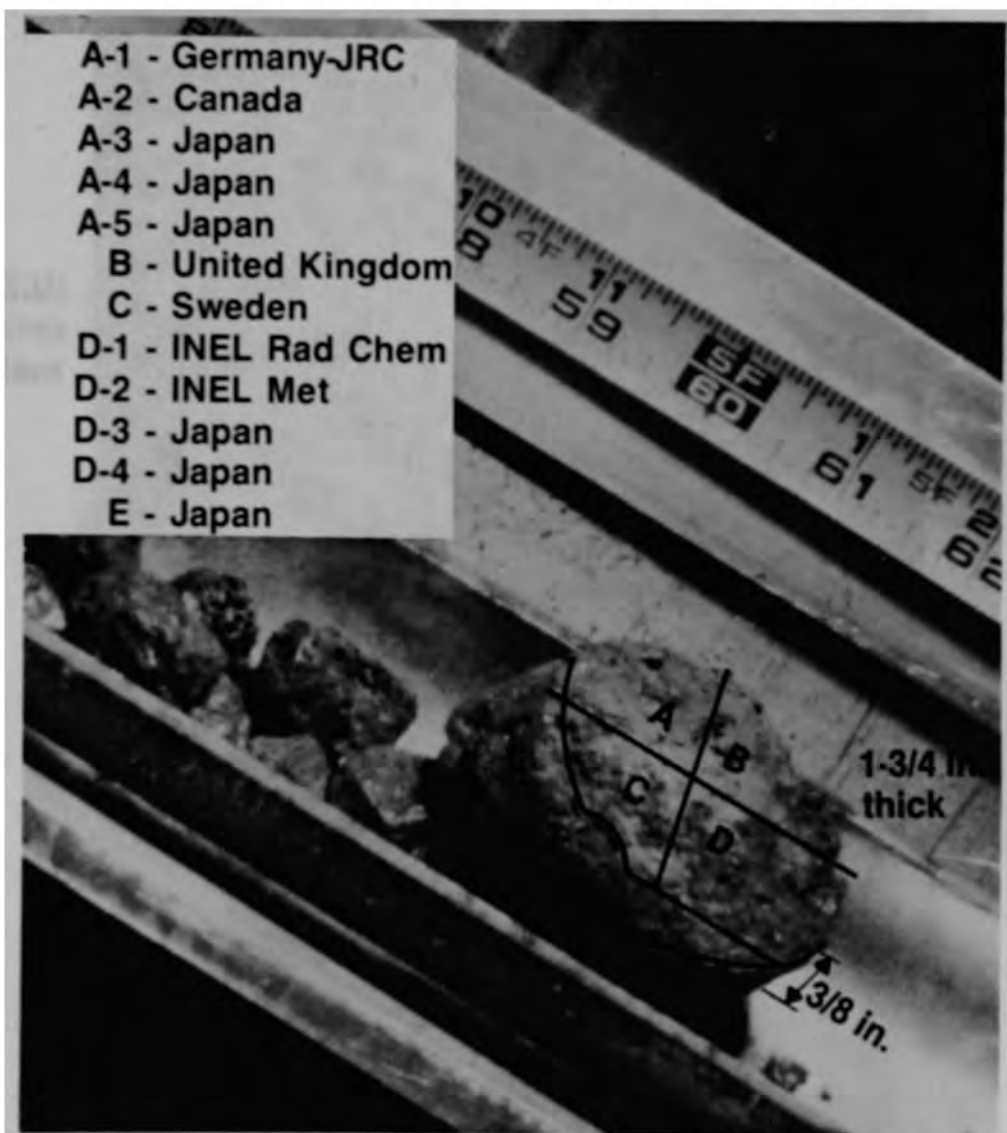 A-1 - Germany-JRC
A-2 - Canada
A-3 - Japan
A-4 - Japan
A-5 - Japan
B - United Kingdom
C - Sweden
D-1 - INEL Rad Chem
D-2 - INEL Met
D-3 - Japan
D-4 - Japan
E - Japan
10 11 5F 1 2
8 4F 59 60 61 5F 62
A
B
C
D
1-3/4 in.
thick
3/8 in.